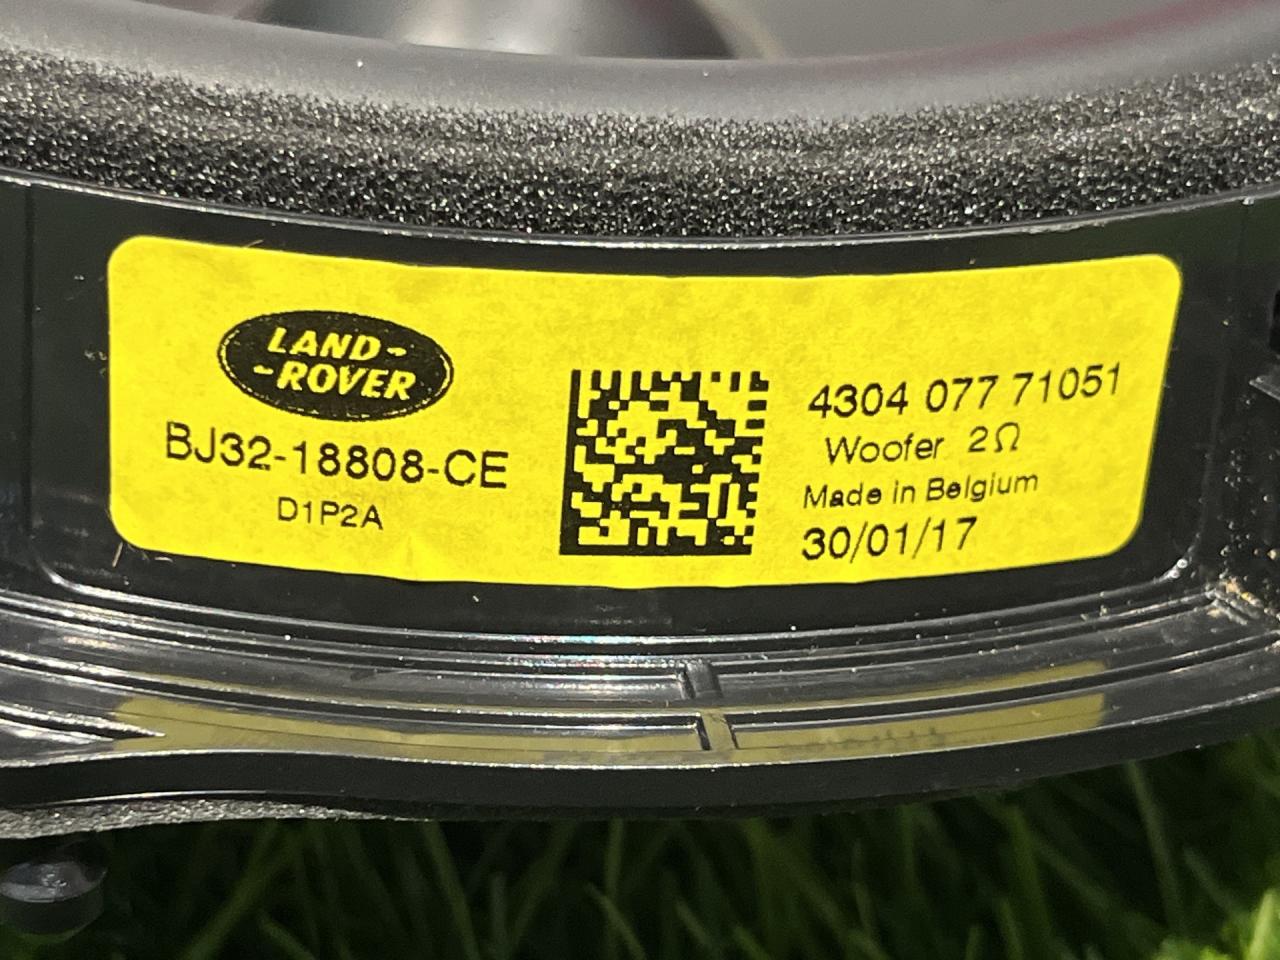 LAND-
-ROVER
BJ32-18808-CE
D1P2A
4304 077 71051
Woofer 2Ω
Made in Belgium
30/01/17